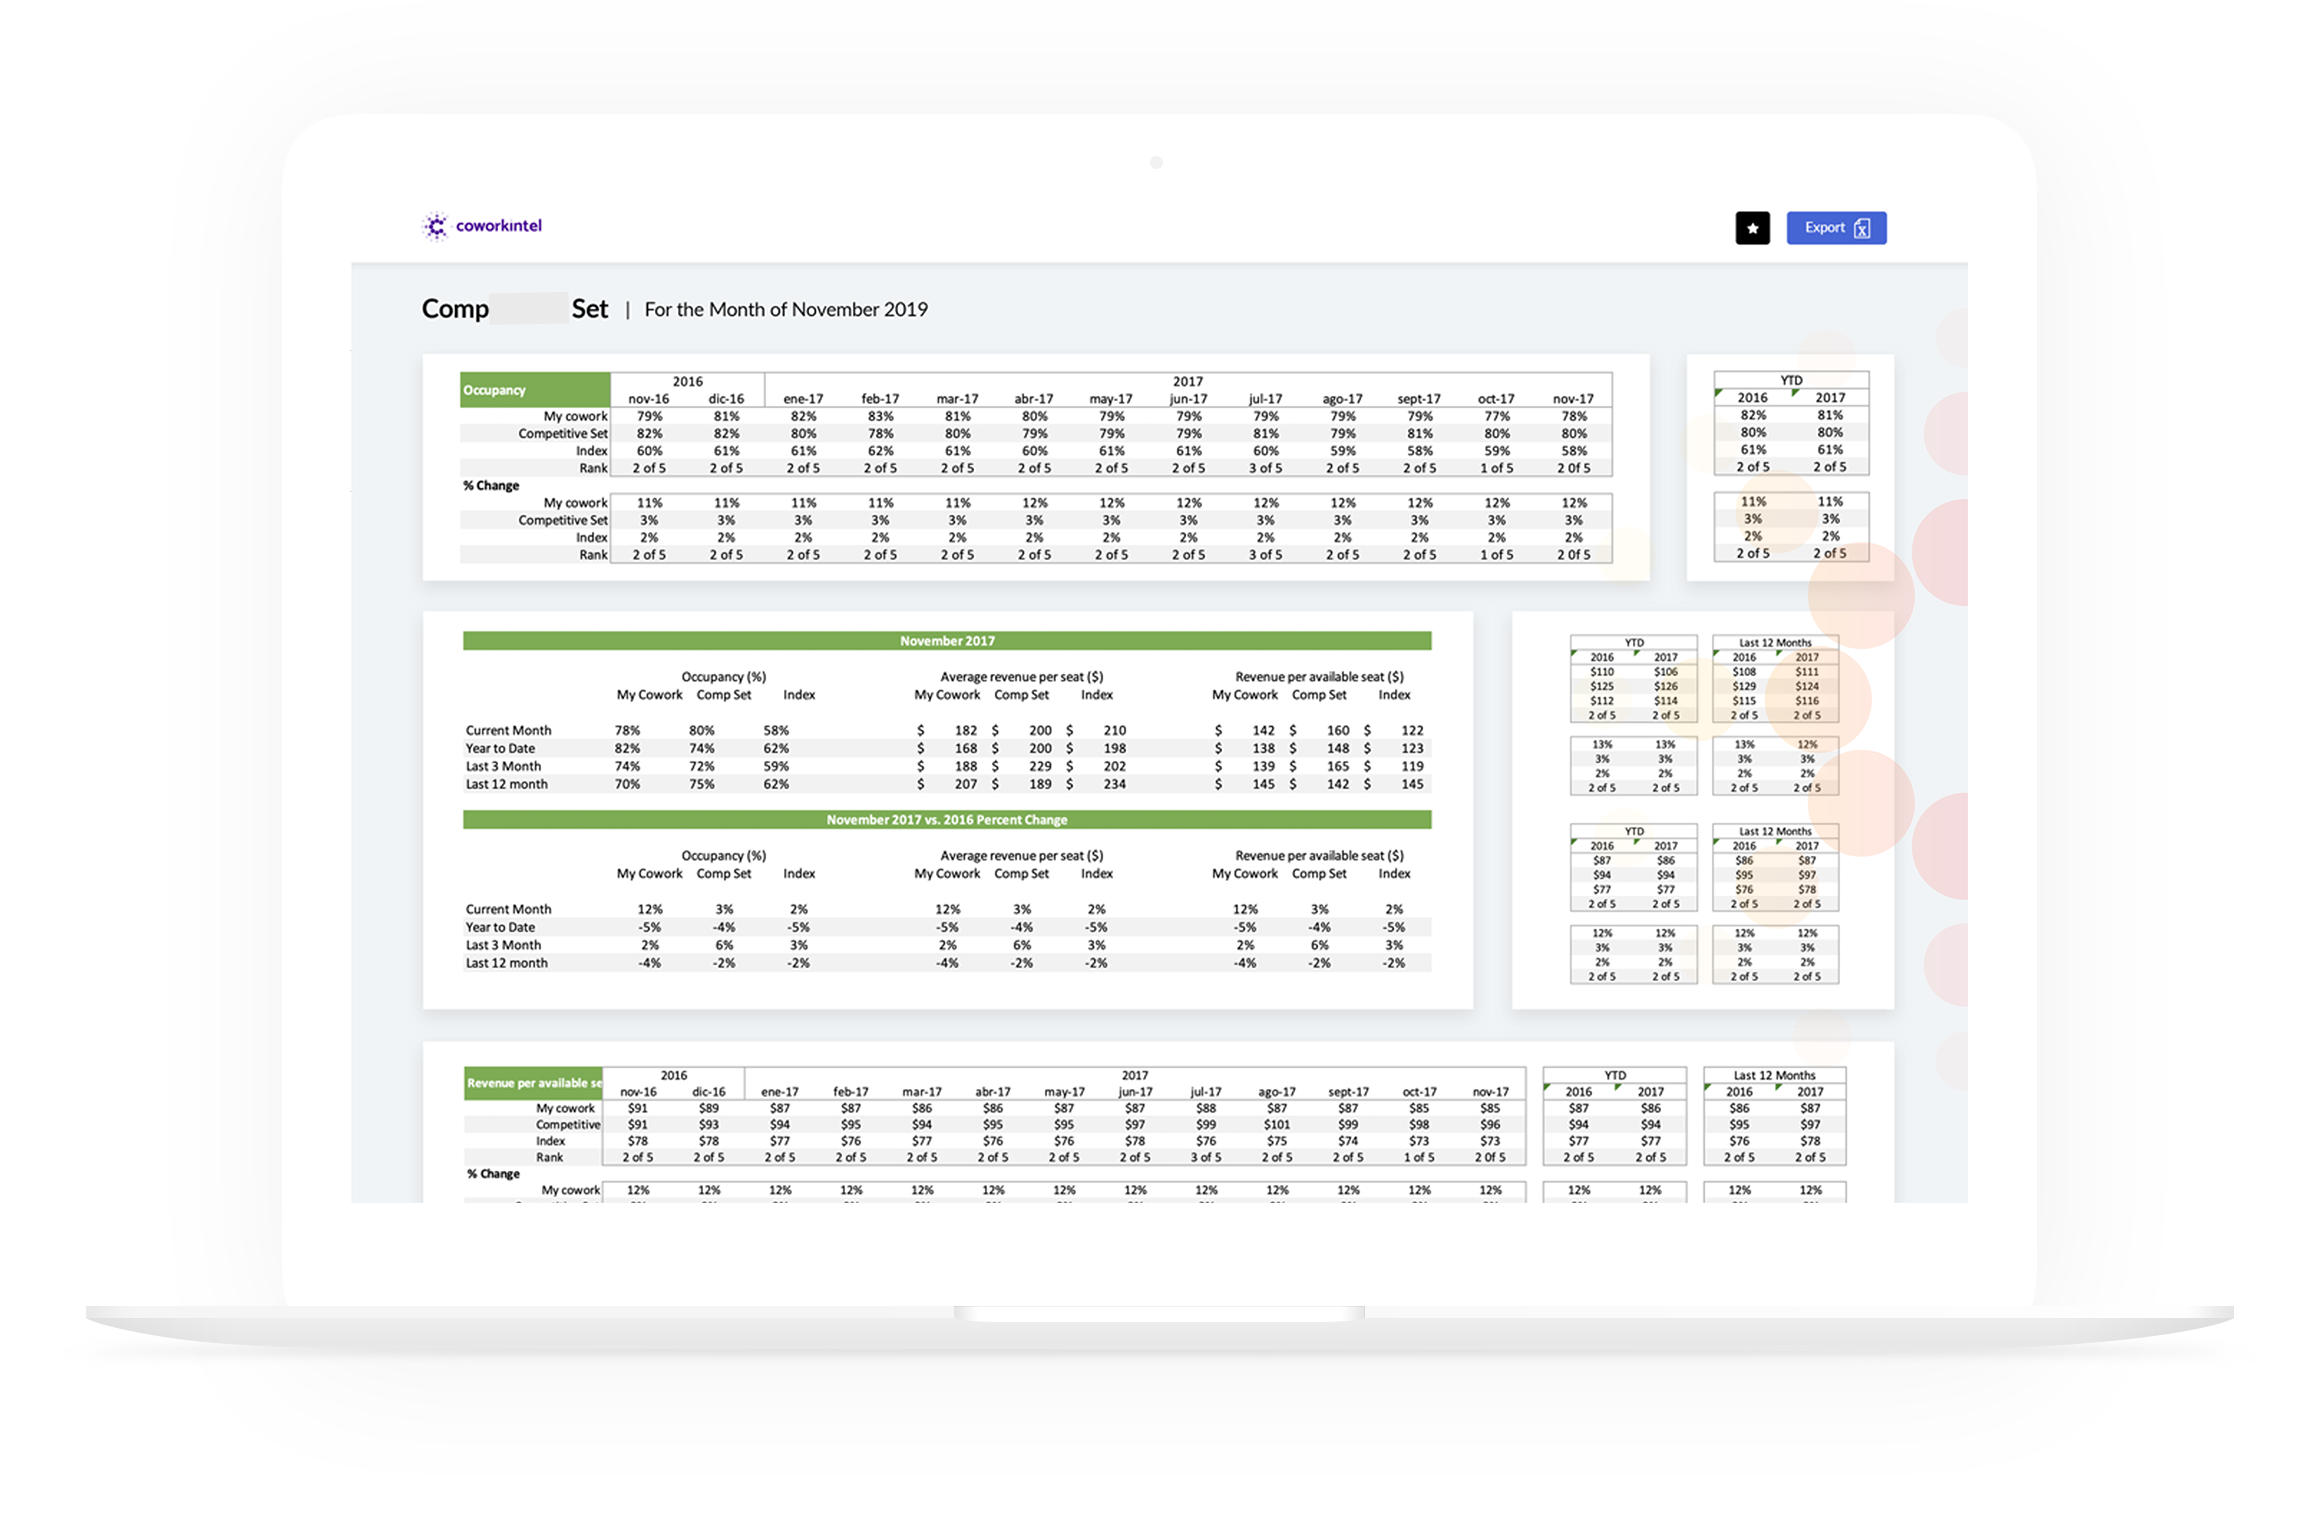 coworkintel
Export
Comp Set | For the Month of November 2019
Occupancy 2016 2017
nov-16 dic-16 ene-17 feb-17 mar-17 abr-17 may-17 jun-17 jul-17 ago-17 sept-17 oct-17 nov-17
My cowork 79% 81% 82% 83% 81% 80% 79% 79% 79% 79% 79% 77% 78%
Competitive Set 82% 82% 80% 78% 80% 79% 79% 79% 81% 79% 81% 80% 80%
Index 60% 61% 61% 62% 61% 60% 61% 61% 60% 59% 58% 59% 58%
Rank 2 of 5 2 of 5 2 of 5 2 of 5 2 of 5 2 of 5 2 of 5 2 of 5 3 of 5 2 of 5 2 of 5 1 of 5 2 0f 5
% Change
My cowork 11% 11% 11% 11% 11% 12% 12% 12% 12% 12% 12% 12% 12%
Competitive Set 3% 3% 3% 3% 3% 3% 3% 3% 3% 3% 3% 3% 3%
Index 2% 2% 2% 2% 2% 2% 2% 2% 2% 2% 2% 2% 2%
Rank 2 of 5 2 of 5 2 of 5 2 of 5 2 of 5 2 of 5 2 of 5 2 of 5 3 of 5 2 of 5 2 of 5 1 of 5 2 0f 5
YTD
2016 2017
82% 81%
80% 80%
61% 61%
2 of 5 2 of 5
11% 11%
3% 3%
2% 2%
2 of 5 2 of 5
November 2017
Occupancy (%) Average revenue per seat ($) Revenue per available seat ($)
My Cowork Comp Set Index My Cowork Comp Set Index My Cowork Comp Set Index
Current Month 78% 80% 58% $ 182 $ 200 $ 210 $ 142 $ 160 $ 122
Year to Date 82% 74% 62% $ 168 $ 200 $ 198 $ 138 $ 148 $ 123
Last 3 Month 74% 72% 59% $ 188 $ 229 $ 202 $ 139 $ 165 $ 119
Last 12 month 70% 75% 62% $ 207 $ 189 $ 234 $ 145 $ 142 $ 145
November 2017 vs. 2016 Percent Change
Occupancy (%) Average revenue per seat ($) Revenue per available seat ($)
My Cowork Comp Set Index My Cowork Comp Set Index My Cowork Comp Set Index
Current Month 12% 3% 2% 12% 3% 2% 12% 3% 2%
Year to Date -5% -4% -5% -5% -4% -5% -5% -4% -5%
Last 3 Month 2% 6% 3% 2% 6% 3% 2% 6% 3%
Last 12 month -4% -2% -2% -4% -2% -2% -4% -2% -2%
YTD Last 12 Months
2016 2017 2016 2017
$110 $106 $108 $111
$125 $126 $129 $124
$112 $114 $115 $116
2 of 5 2 of 5 2 of 5 2 of 5
13% 13% 13% 12%
3% 3% 3% 3%
2% 2% 2% 2%
2 of 5 2 of 5 2 of 5 2 of 5
YTD Last 12 Months
2016 2017 2016 2017
$87 $86 $86 $87
$94 $94 $95 $97
$77 $77 $76 $78
2 of 5 2 of 5 2 of 5 2 of 5
12% 12% 12% 12%
3% 3% 3% 3%
2% 2% 2% 2%
2 of 5 2 of 5 2 of 5 2 of 5
Revenue per available se 2016 2017 YTD Last 12 Months
nov-16 dic-16 ene-17 feb-17 mar-17 abr-17 may-17 jun-17 jul-17 ago-17 sept-17 oct-17 nov-17 2016 2017 2016 2017
My cowork $91 $89 $87 $87 $86 $86 $87 $87 $88 $87 $87 $85 $85 $87 $86 $86 $87
Competitive $91 $93 $94 $95 $94 $95 $95 $97 $99 $101 $99 $98 $96 $94 $94 $95 $97
Index $78 $78 $77 $76 $77 $76 $76 $78 $76 $75 $74 $73 $73 $77 $77 $76 $78
Rank 2 of 5 2 of 5 2 of 5 2 of 5 2 of 5 2 of 5 2 of 5 2 of 5 3 of 5 2 of 5 2 of 5 1 of 5 2 0f 5 2 of 5 2 of 5 2 of 5 2 of 5
% Change
My cowork 12% 12% 12% 12% 12% 12% 12% 12% 12% 12% 12% 12% 12% 12% 12% 12% 12%